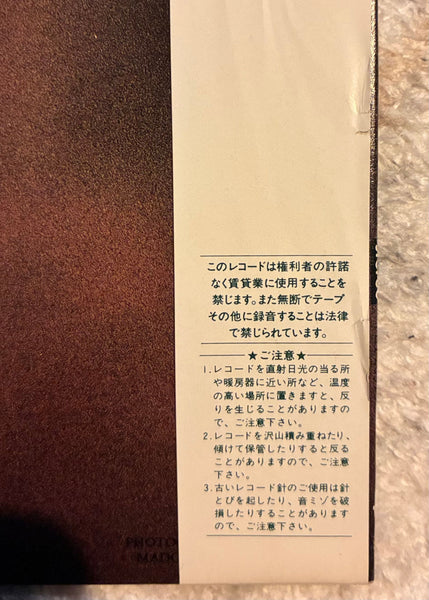 このレコードは権利者の許諾
なく賃貸業に使用することを
禁じます。また無断でテープ
その他に録音することは法律
で禁じられています。
★ご注意★
1.レコードを直射日光の当る所
や暖房器に近い所など、温度
の高い場所に置きますと、反
りを生じることがありますの
で、ご注意下さい。
2.レコードを沢山積み重ねたり、
傾けて保管したりすると反る
ことがありますので、ご注意
下さい。
3.古いレコード針のご使用は針
とびを起したり、音ミゾを破
損したりすることがあります
ので、ご注意下さい。
PHOTO